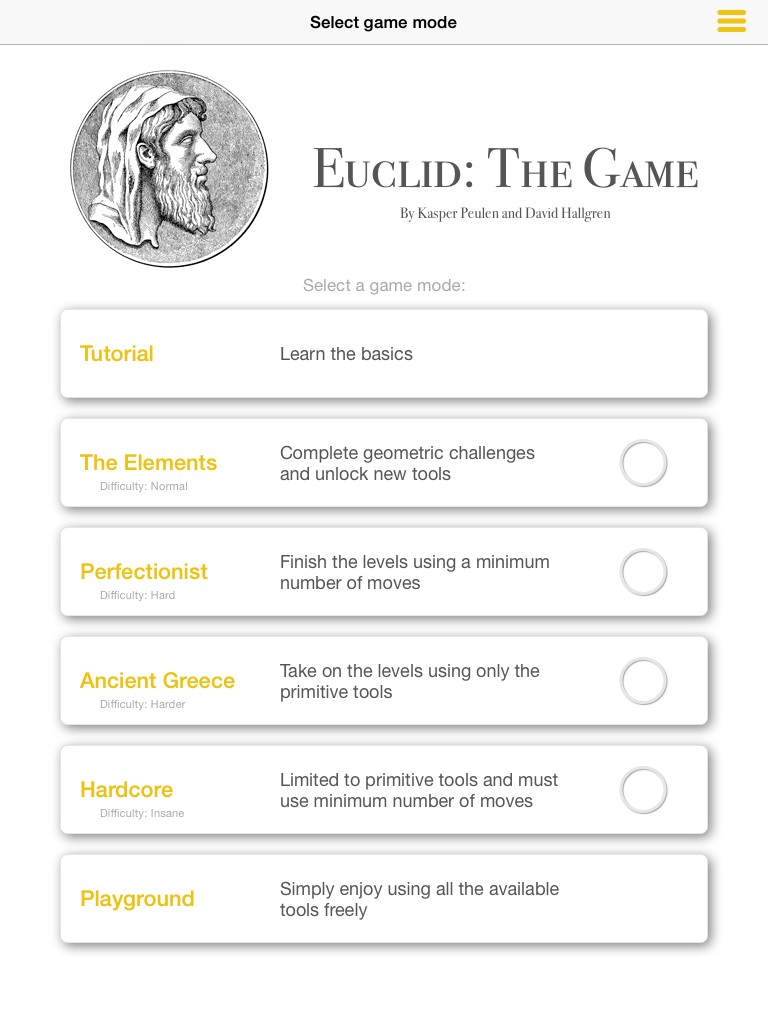 Select game mode
Euclid: The Game
By Kasper Peulen and David Hallgren
Select a game mode:
Tutorial
Learn the basics
The Elements
Difficulty: Normal
Complete geometric challenges
and unlock new tools
Perfectionist
Difficulty: Hard
Finish the levels using a minimum
number of moves
Ancient Greece
Difficulty: Harder
Take on the levels using only the
primitive tools
Hardcore
Difficulty: Insane
Limited to primitive tools and must
use minimum number of moves
Playground
Simply enjoy using all the available
tools freely